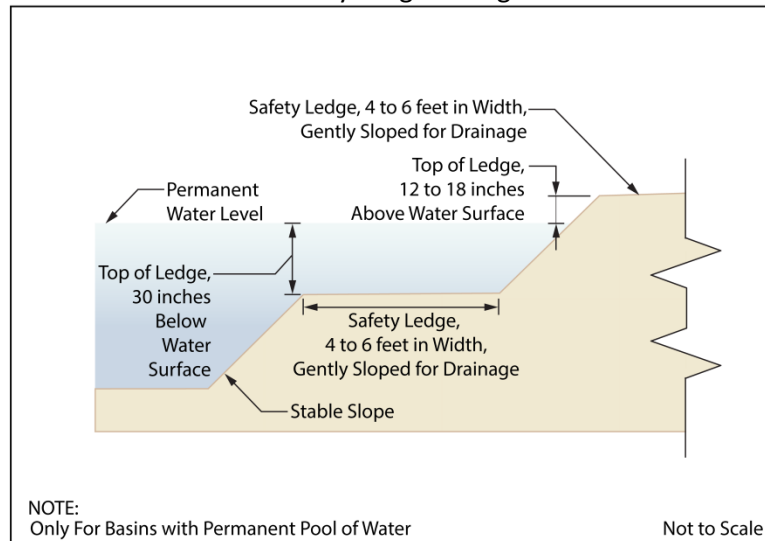 Safety Ledge, 4 to 6 feet in Width,
Gently Sloped for Drainage
Top of Ledge,
12 to 18 inches
Above Water Surface
Permanent
Water Level
Top of Ledge,
30 inches
Below
Water
Surface
Safety Ledge,
4 to 6 feet in Width,
Gently Sloped for Drainage
Stable Slope
NOTE:
Only For Basins with Permanent Pool of Water
Not to Scale